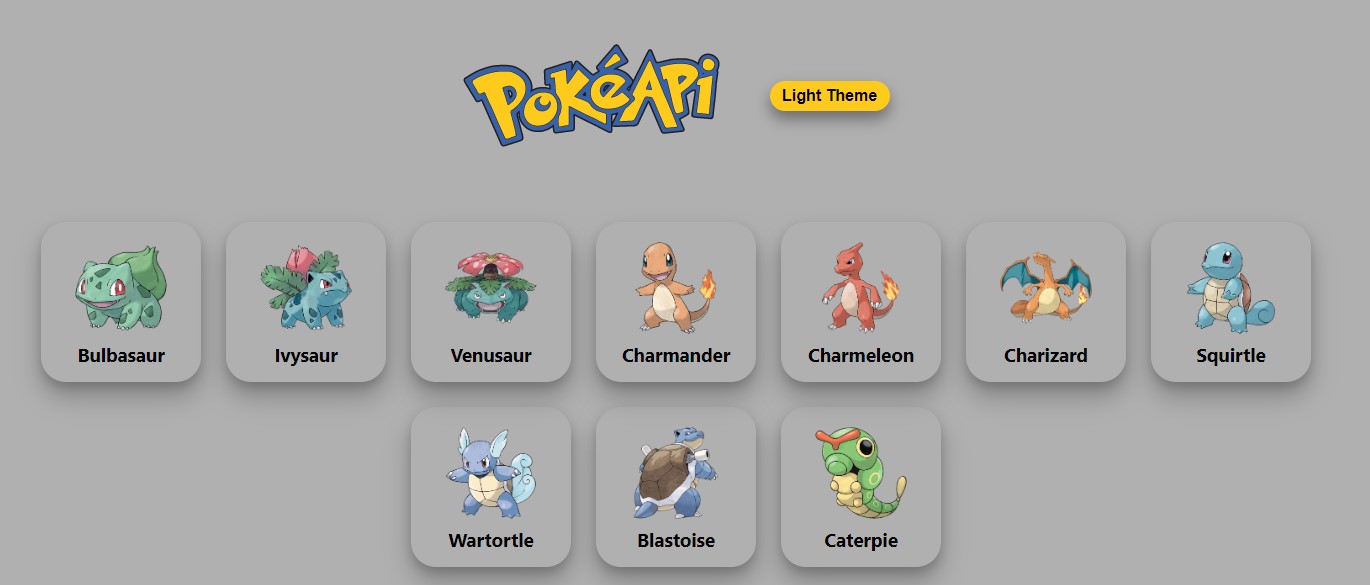 PokéApi
Light Theme
Bulbasaur
Ivysaur
Venusaur
Charmander
Charmeleon
Charizard
Squirtle
Wartortle
Blastoise
Caterpie